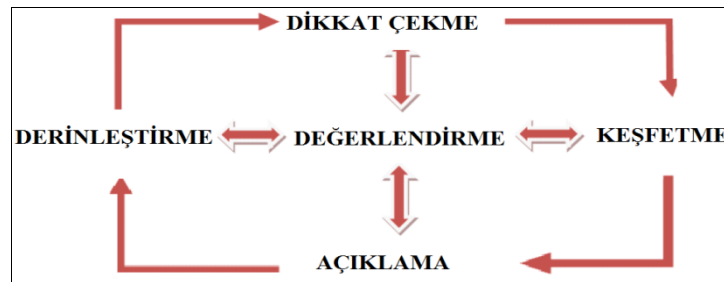 DİKKAT ÇEKME
DERİNLEŞTİRME
DEĞERLENDİRME
KEŞFETME
AÇIKLAMA